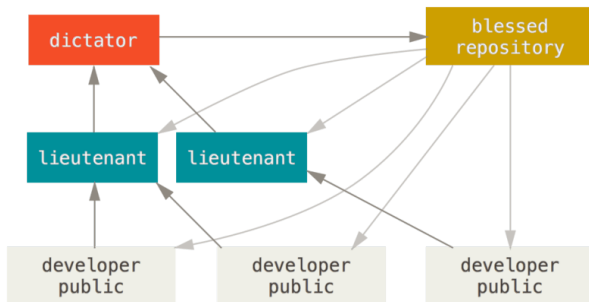 dictator
blessed
repository
lieutenant
lieutenant
developer
public
developer
public
developer
public